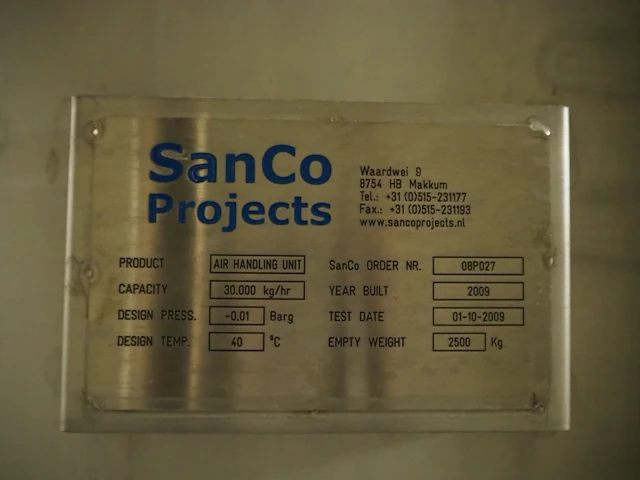 SanCo
Projects
Waardwei 9
8754 HB Makkum
Tel.: +31 (0)515-231177
Fax.: +31 (0)515-231193
www.sancoprojects.nl
PRODUCT AIR HANDLING UNIT SanCo ORDER NR. 08P027
CAPACITY 30.000 kg/hr YEAR BUILT 2009
DESIGN PRESS. -0,01 Barg TEST DATE 01-10-2009
DESIGN TEMP. 40 °C EMPTY WEIGHT 2500 Kg